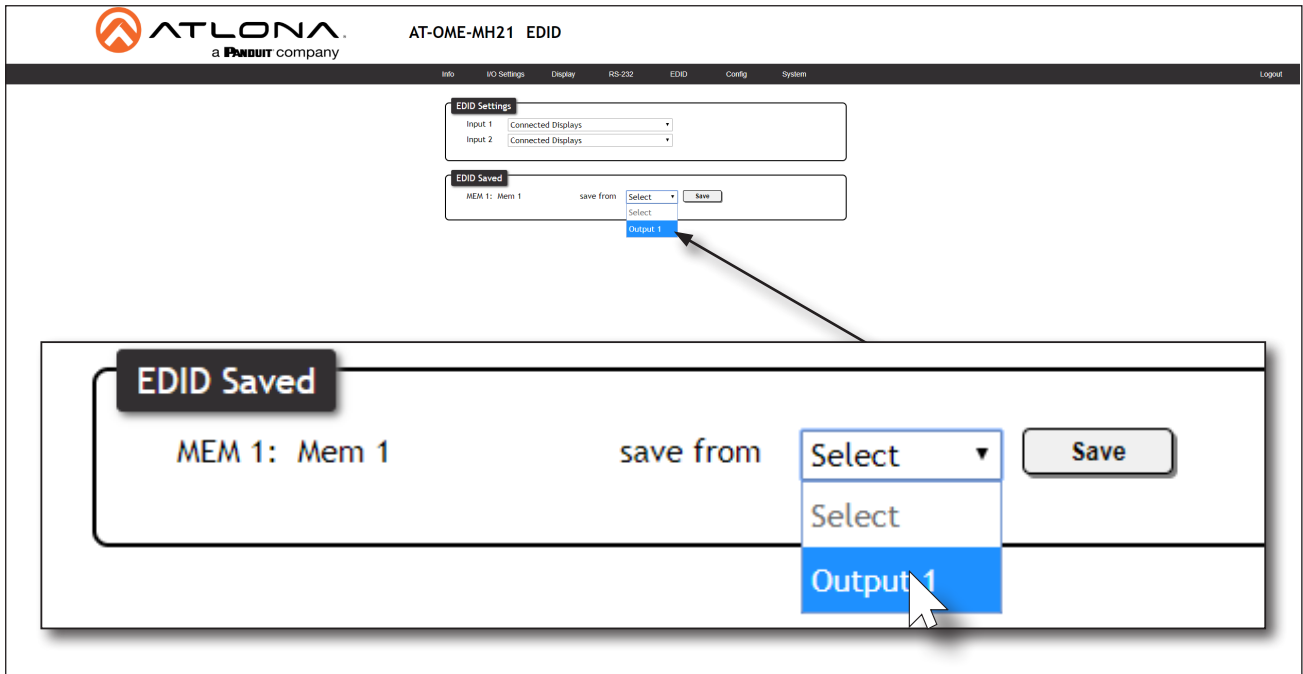 ATLONA.
a PANDUIT company
AT-OME-MH21 EDID
Info I/O Settings Display RS-232 EDID Config System Logout
EDID Settings
Input 1 Connected Displays
Input 2 Connected Displays
EDID Saved
MEM 1: Mem 1 save from Select Save
Select
Output 1
EDID Saved
MEM 1: Mem 1 save from Select Save
Select
Output 1